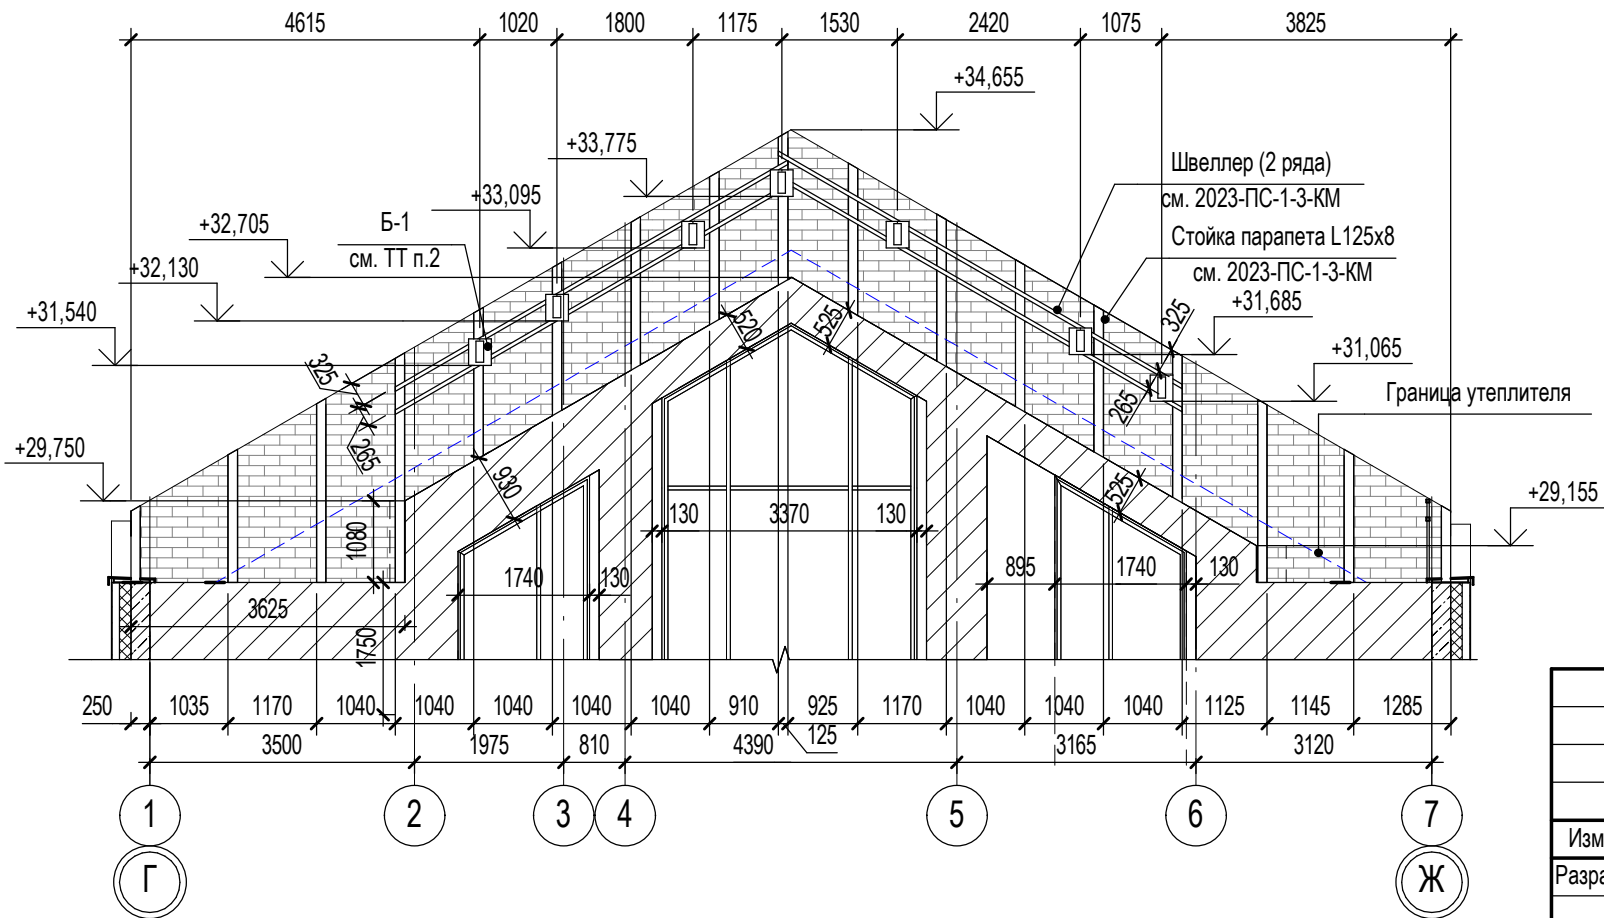 4615 1020 1800 1175 1530 2420 1075 3825
+34,655
+33,775
Швеллер (2 ряда)
см. 2023-ПС-1-3-КМ
+33,095
+32,705
Б-1
см. ТТ п.2
Стойка парапета L125х8
см. 2023-ПС-1-3-КМ
+32,130
+31,685
+31,540
325
520
525
325
+31,065
265
265
Граница утеплителя
+29,750
930
525
+29,155
1080
130 3370 130
1740 130
895 1740 130
3625
1750
250 1035 1170 1040 1040 1040 1040 1040 910 925 1170 1040 1040 1040 1125 1145 1285
125
3500 1975 810 4390 3165 3120
1 2 3 4 5 6 7
Г Ж
Изм
Разра